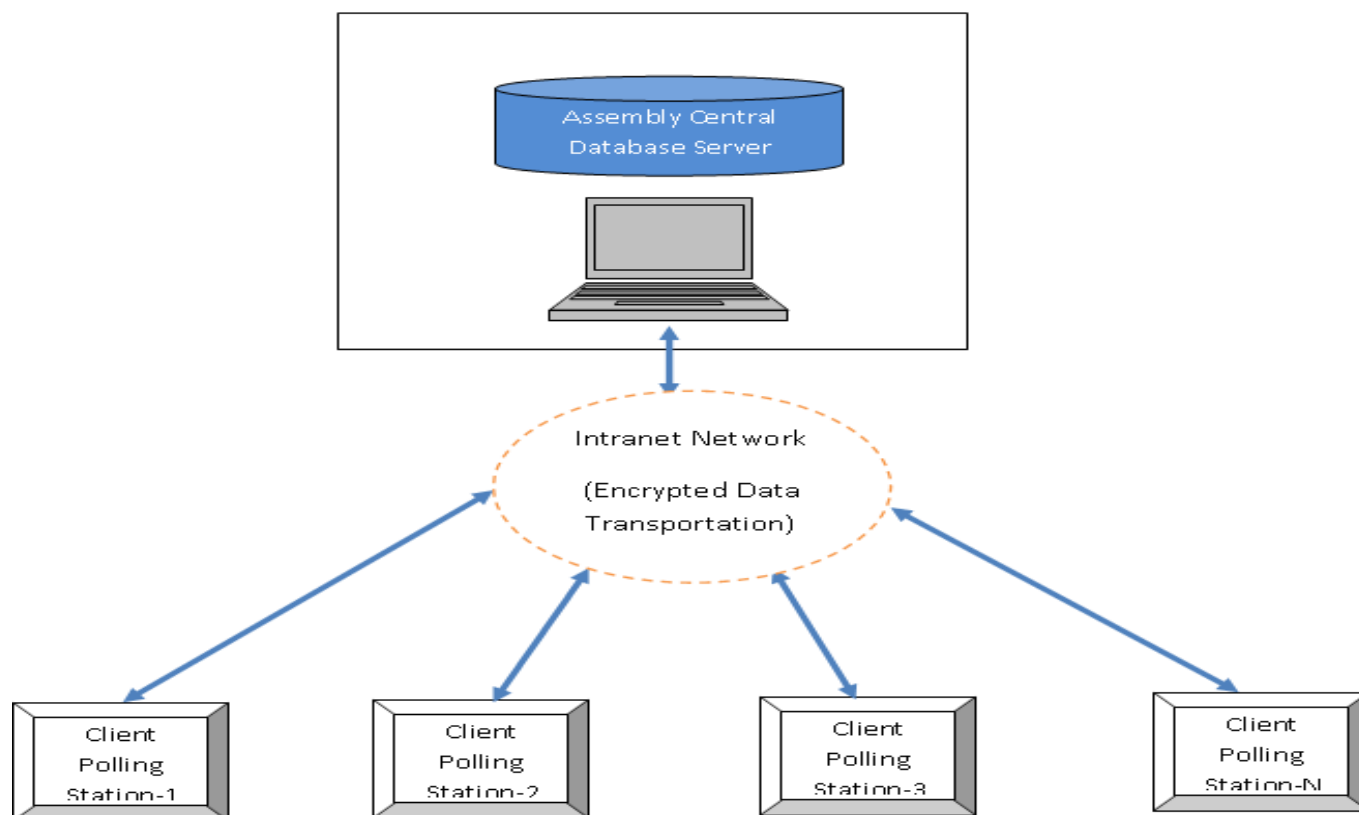 Assembly Central
Database Server
Intranet Network
(Encrypted Data
Transportation)
Client
Polling
Station-1
Client
Polling
Station-2
Client
Polling
Station-3
Client
Polling
Station-N